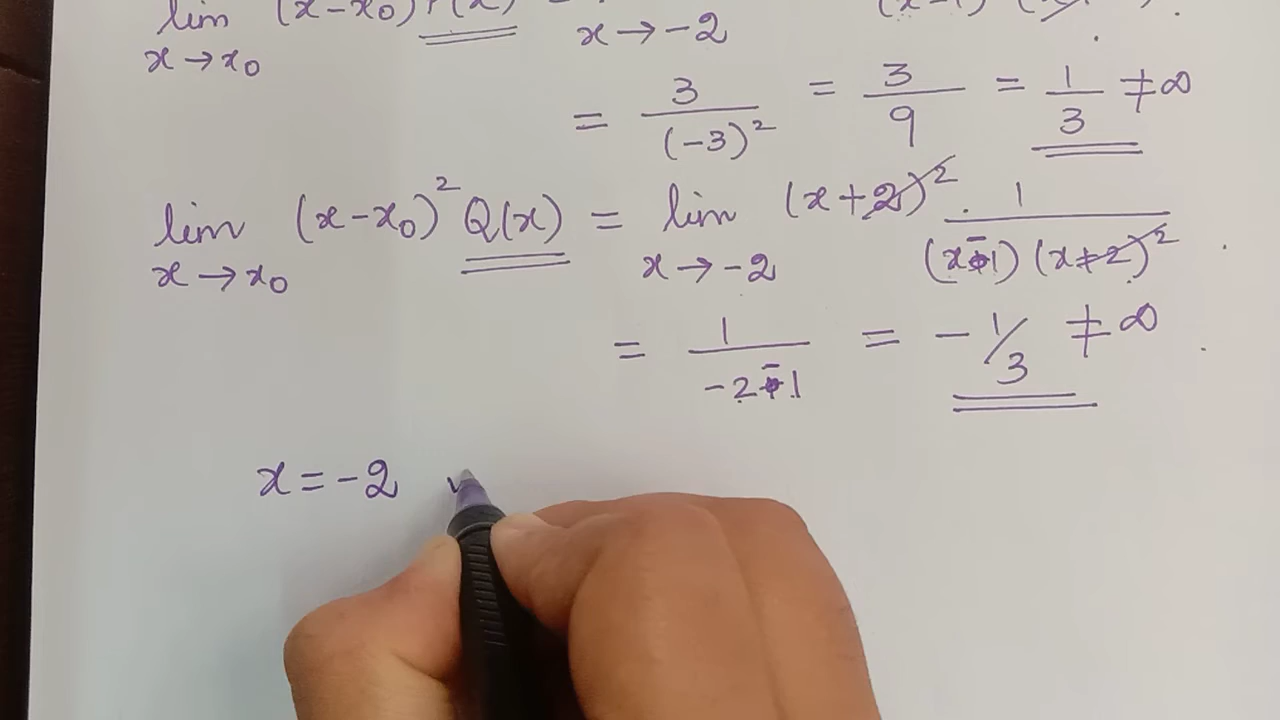 lim (x-x₀) P(x)
x→x₀ x→-2
= 3/(-3)² = 3/9 = 1/3 ≠∞
lim (x-x₀)² Q(x) = lim (x+2)² . 1/((x-1)(x+2)²)
x→x₀ x→-2
= 1/(-2-1) = -1/3 ≠∞
x=-2